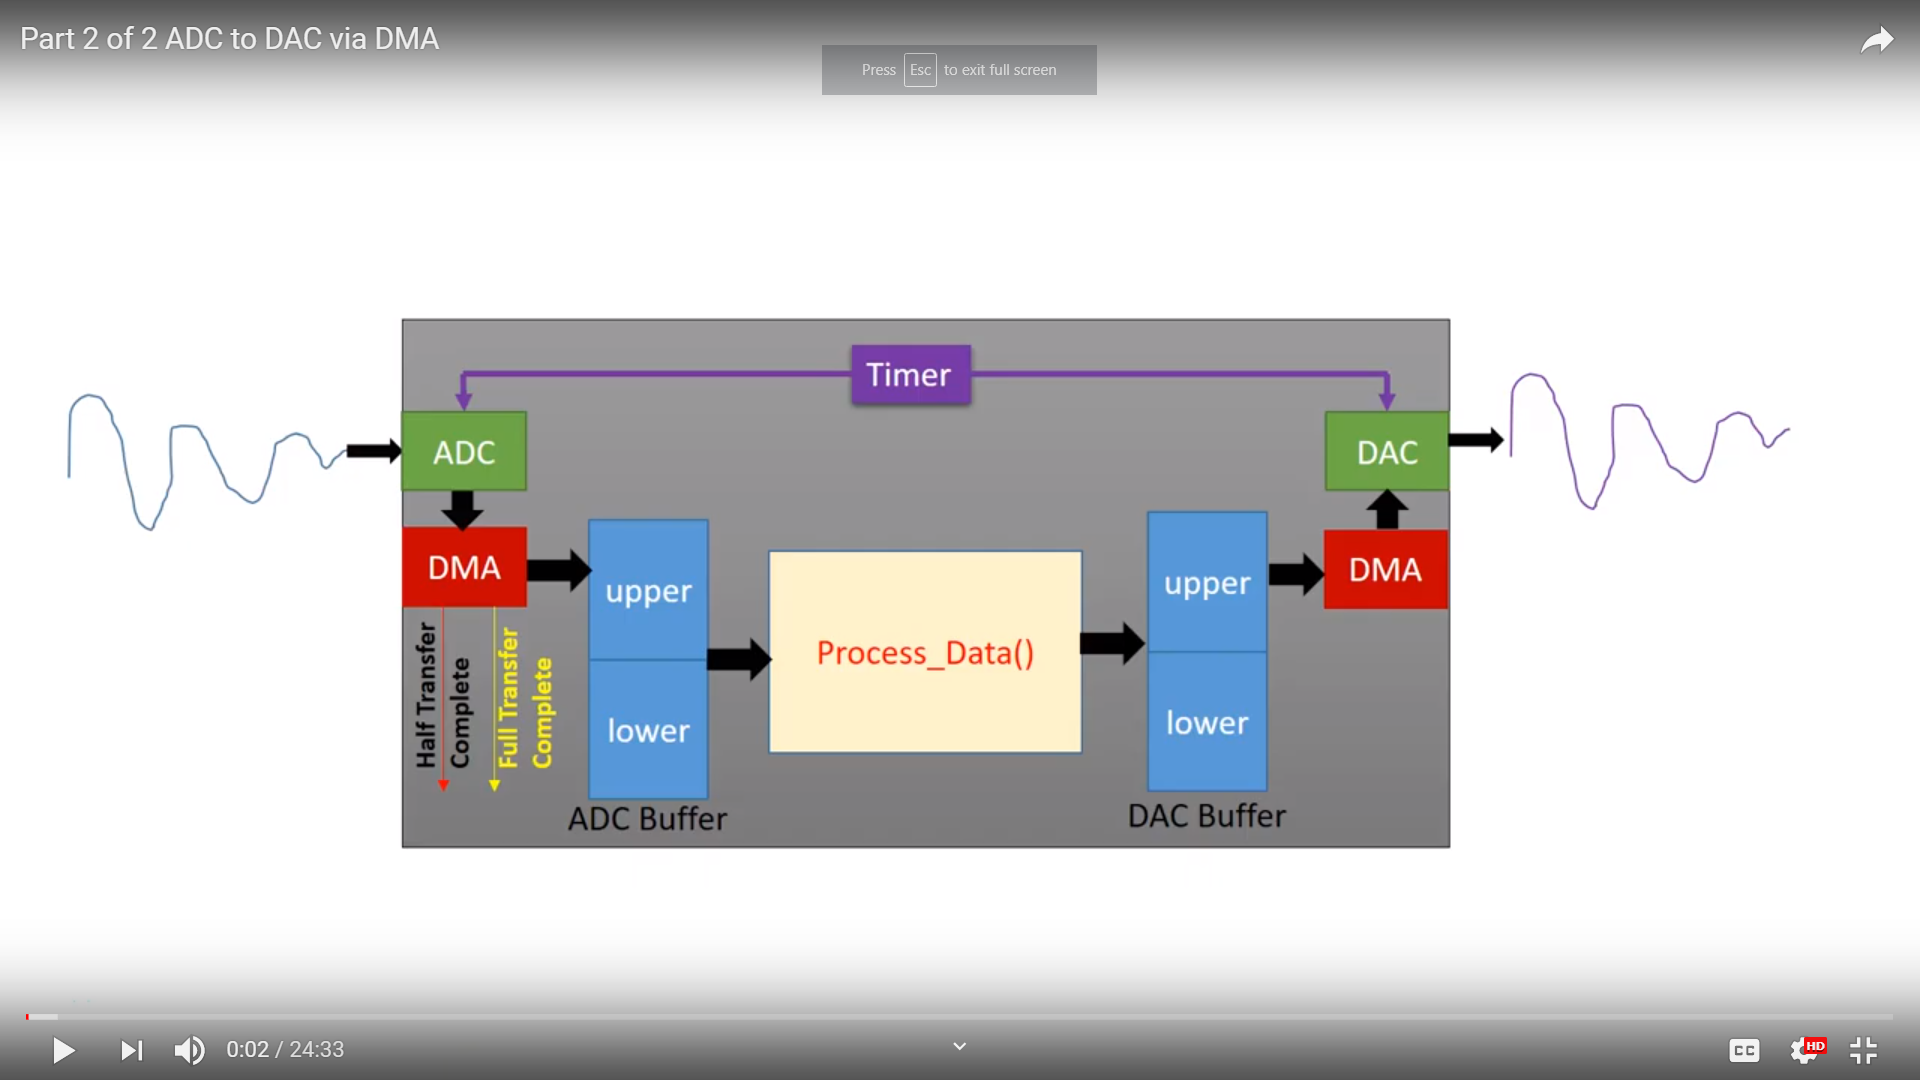 Part 2 of 2 ADC to DAC via DMA
Press Esc to exit full screen
Timer
ADC
DAC
DMA
DMA
upper
upper
Process_Data()
lower
lower
Half Transfer
Complete
Full Transfer
Complete
ADC Buffer
DAC Buffer
0:02 / 24:33
CC
HD